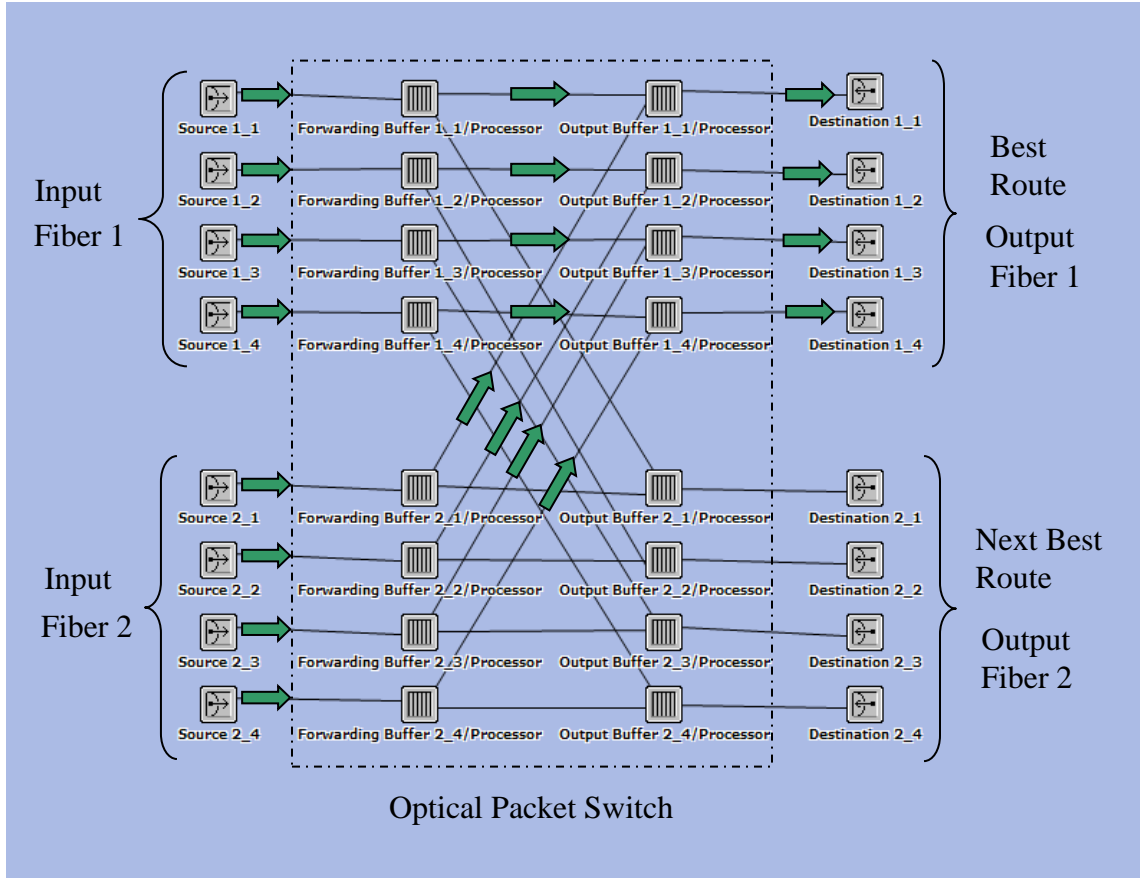 Source 1_1
Forwarding Buffer 1_1/Processor
Output Buffer 1_1/Processor
Destination 1_1
Source 1_2
Forwarding Buffer 1_2/Processor
Output Buffer 1_2/Processor
Destination 1_2
Source 1_3
Forwarding Buffer 1_3/Processor
Output Buffer 1_3/Processor
Destination 1_3
Source 1_4
Forwarding Buffer 1_4/Processor
Output Buffer 1_4/Processor
Destination 1_4
Input
Fiber 1
Best
Route
Output
Fiber 1
Source 2_1
Forwarding Buffer 2_1/Processor
Output Buffer 2_1/Processor
Destination 2_1
Source 2_2
Forwarding Buffer 2_2/Processor
Output Buffer 2_2/Processor
Destination 2_2
Source 2_3
Forwarding Buffer 2_3/Processor
Output Buffer 2_3/Processor
Destination 2_3
Source 2_4
Forwarding Buffer 2_4/Processor
Output Buffer 2_4/Processor
Destination 2_4
Input
Fiber 2
Next Best
Route
Output
Fiber 2
Optical Packet Switch